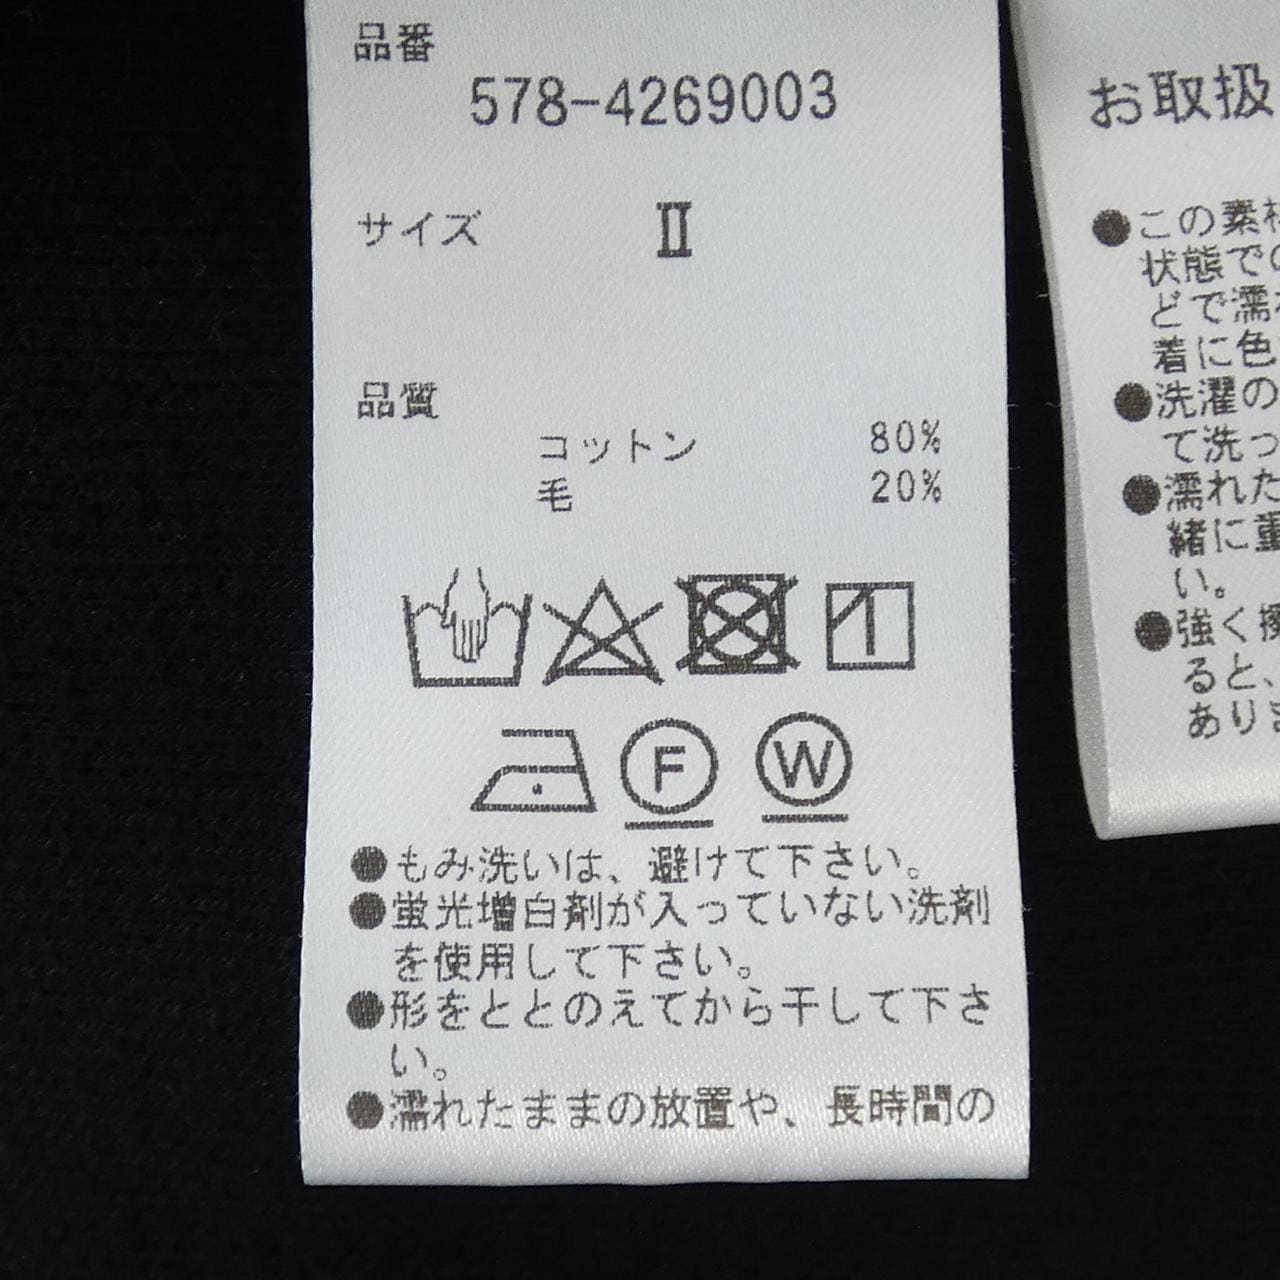 品番
578-4269003
サイズ Ⅱ
品質
コットン 80%
毛 20%
F W
●もみ洗いは、避けて下さい。
●蛍光増白剤が入っていない洗剤
を使用して下さい。
●形をととのえてから干して下さ
い。
●濡れたままの放置や、長時間の
お取扱
●この素材
状態での
どで濡れ
着に色
●洗濯の
て洗っ
●濡れた
緒に重
い。
●強く擦
ると、
ありま